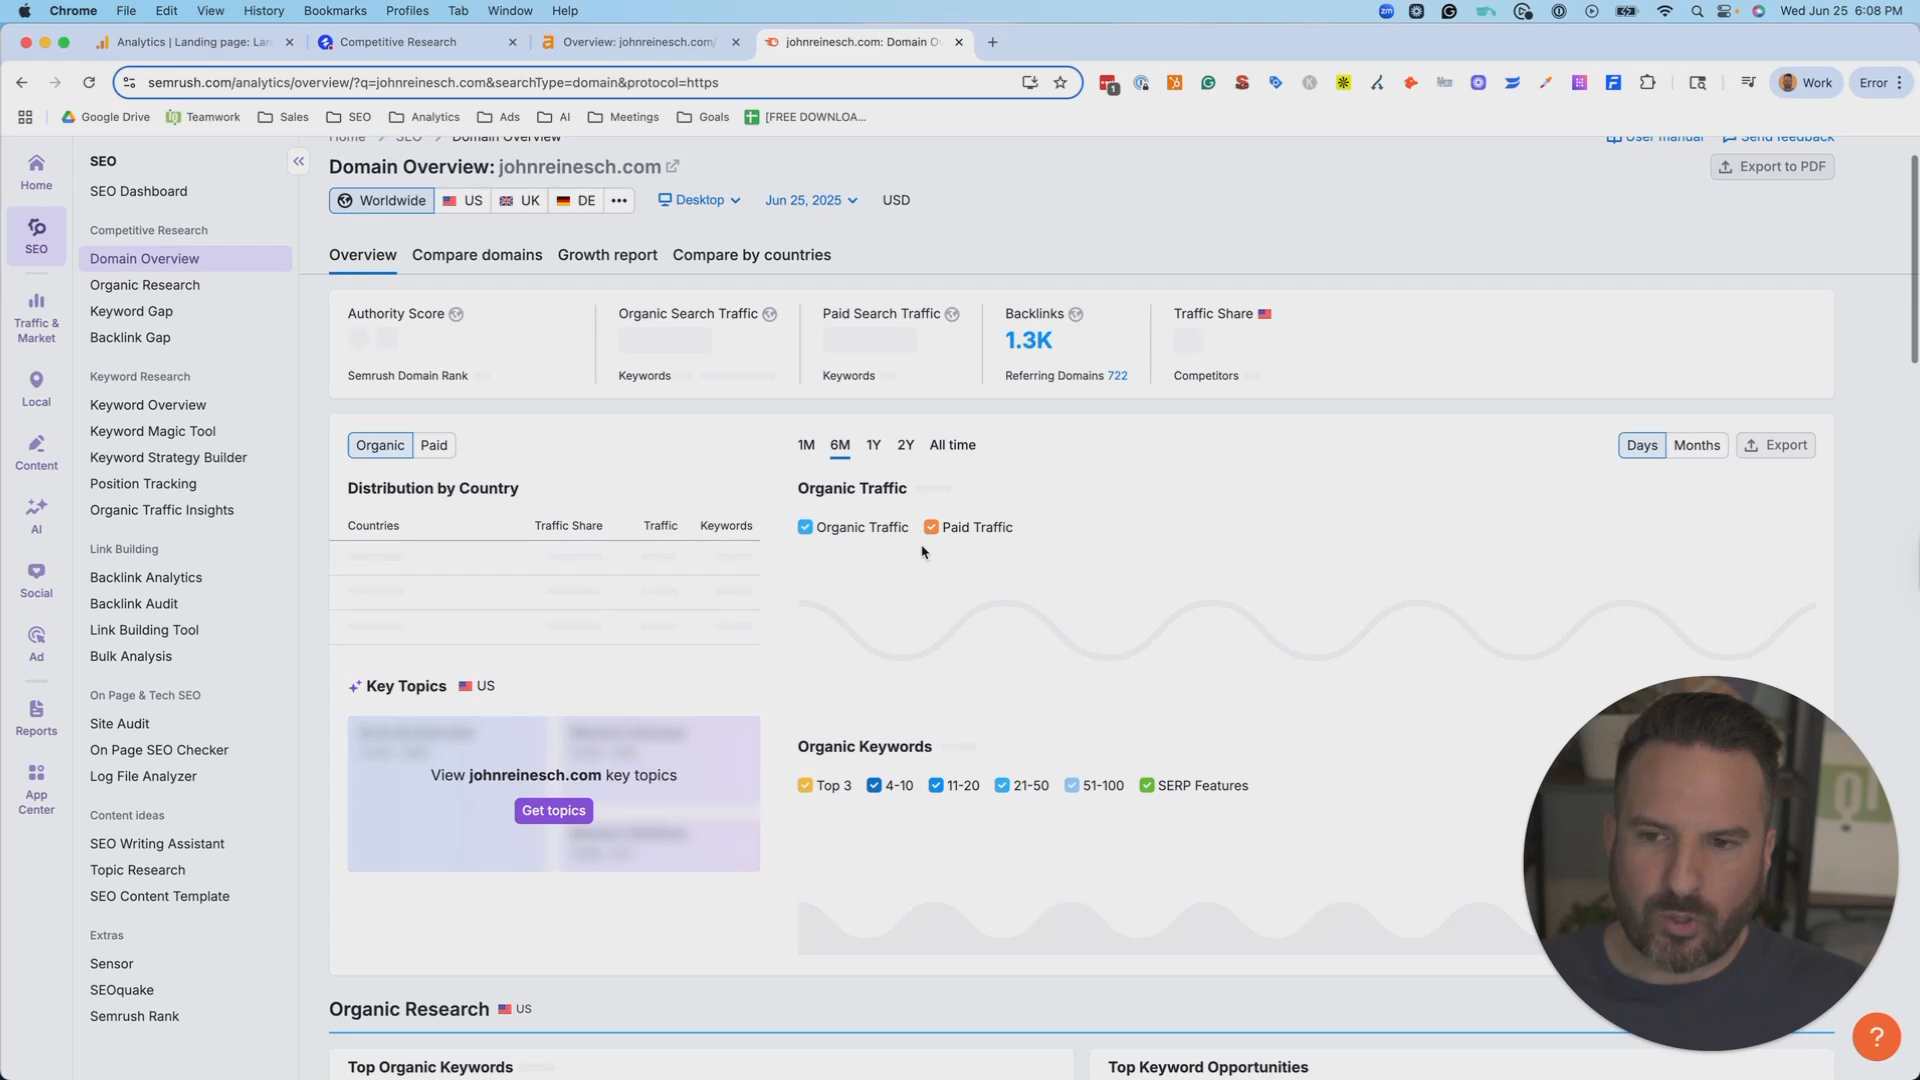 Chrome File Edit View History Bookmarks Profiles Tab Window Help Wed Jun 25 6:08 PM
Analytics | Landing page: Lan Competitive Research Overview: johnreinesch.com/ johnreinesch.com: Domain Ov
semrush.com/analytics/overview/?q=johnreinesch.com&searchType=domain&protocol=https 1 Work Error
Google Drive Teamwork Sales SEO Analytics Ads AI Meetings Goals [FREE DOWNLOA...
Home SEO Domain Overview User manual Send feedback
Domain Overview: johnreinesch.com Export to PDF
Worldwide US UK DE ••• Desktop Jun 25, 2025 USD
Overview Compare domains Growth report Compare by countries
Home
SEO
Traffic & Market
Local
Content
AI
Social
Ad
Reports
App Center
SEO
SEO Dashboard
Competitive Research
Domain Overview
Organic Research
Keyword Gap
Backlink Gap
Keyword Research
Keyword Overview
Keyword Magic Tool
Keyword Strategy Builder
Position Tracking
Organic Traffic Insights
Link Building
Backlink Analytics
Backlink Audit
Link Building Tool
Bulk Analysis
On Page & Tech SEO
Site Audit
On Page SEO Checker
Log File Analyzer
Content ideas
SEO Writing Assistant
Topic Research
SEO Content Template
Extras
Sensor
SEOquake
Semrush Rank
Authority Score Organic Search Traffic Paid Search Traffic Backlinks Traffic Share
1.3K
Semrush Domain Rank Keywords Keywords Referring Domains 722 Competitors
Organic Paid 1M 6M 1Y 2Y All time Days Months Export
Distribution by Country Organic Traffic
Countries Traffic Share Traffic Keywords Organic Traffic Paid Traffic
Key Topics US
View johnreinesch.com key topics
Get topics
Organic Keywords
Top 3 4-10 11-20 21-50 51-100 SERP Features
Organic Research US
Top Organic Keywords Top Keyword Opportunities
?